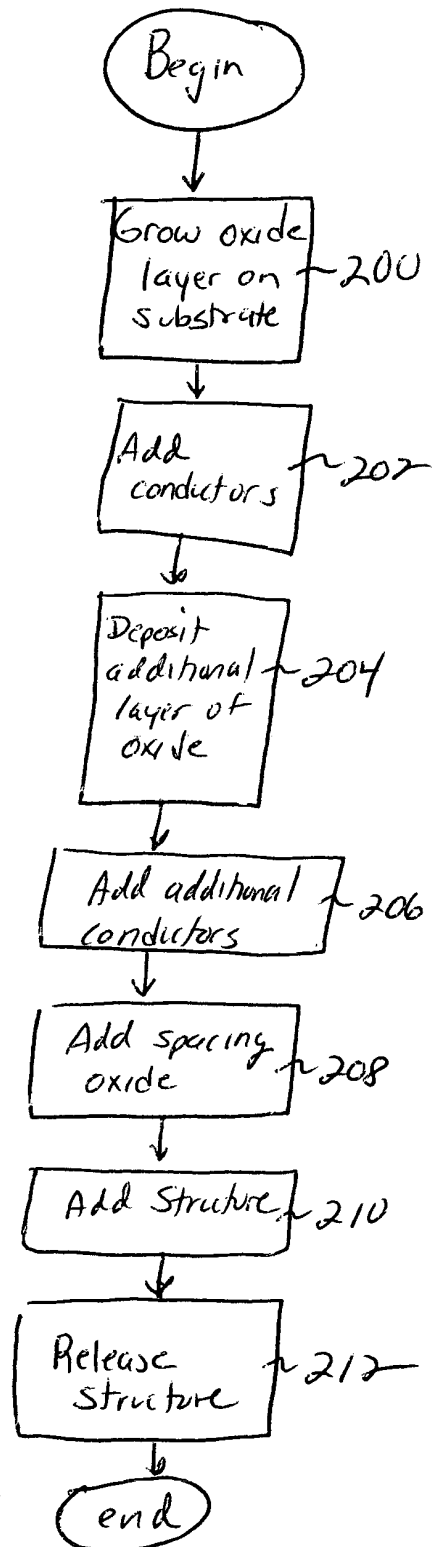 Begin
Grow oxide
layer on
substrate
200
Add
conductors
202
Deposit
additional
layer of
oxide
204
Add additional
conductors
206
Add spacing
oxide
208
Add Structure
210
Release
Structure
212
end